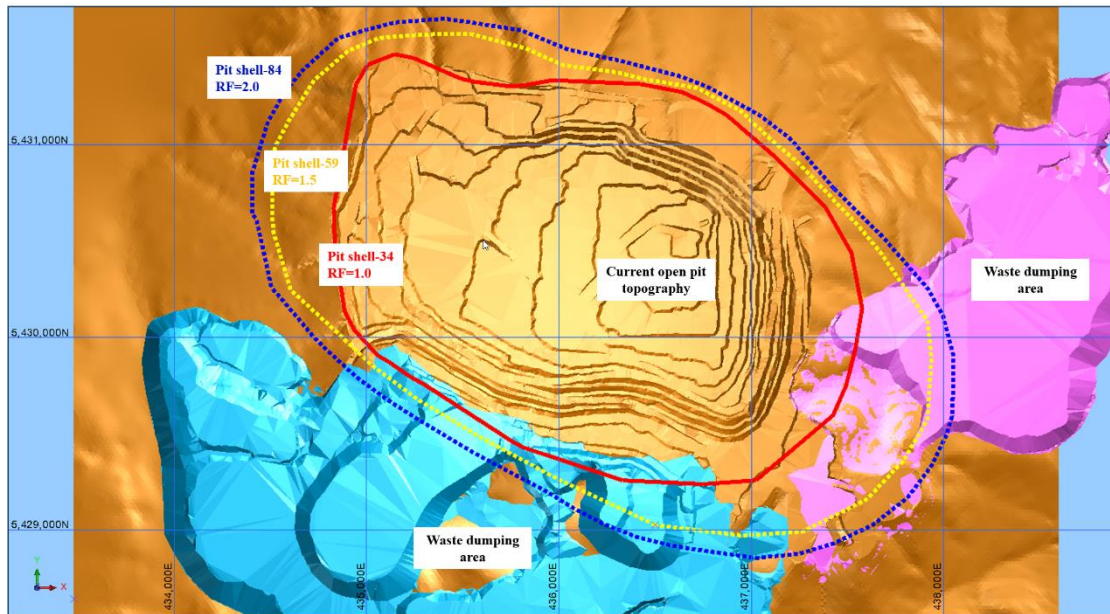 Pit shell-84
RF=2.0
5,431,000N
Pit shell-59
RF=1.5
Pit shell-34
RF=1.0
Current open pit
topography
Waste dumping
area
5,430,000N
5,429,000N
Waste dumping
area
434,000E
435,000E
436,000E
437,000E
438,000E
Y
X